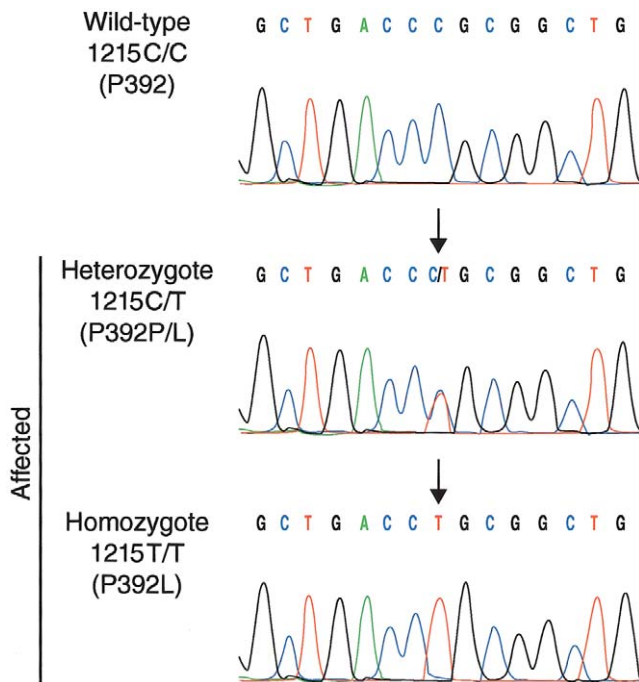 Wild-type
1215C/C
(P392)
G C T G A C C C G C G G C T G
Affected
Heterozygote
1215C/T
(P392P/L)
G C T G A C C C/T G C G G C T G
Homozygote
1215T/T
(P392L)
G C T G A C C T G C G G C T G